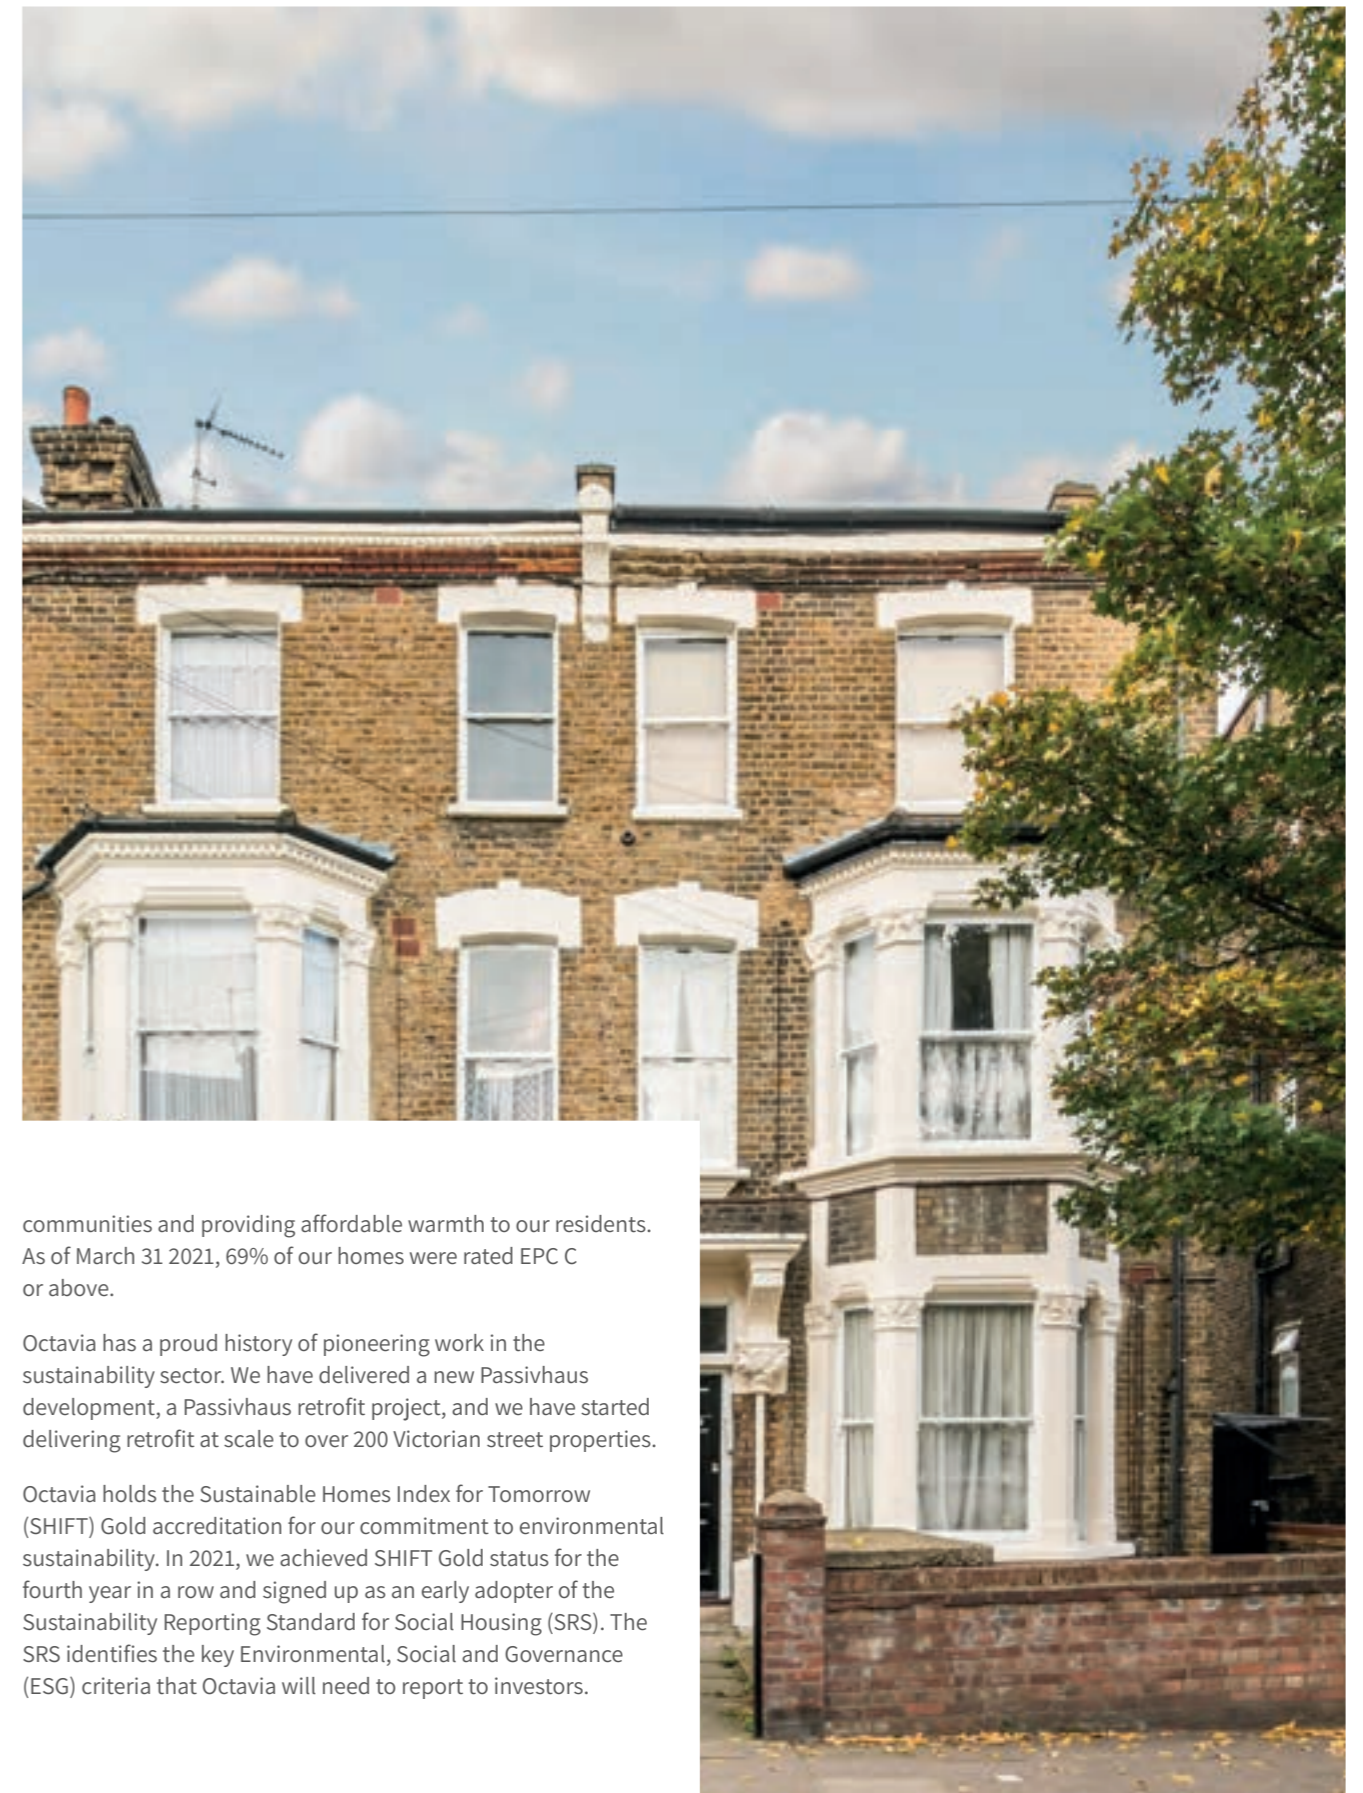 communities and providing affordable warmth to our residents.
As of March 31 2021, 69% of our homes were rated EPC C
or above.
Octavia has a proud history of pioneering work in the
sustainability sector. We have delivered a new Passivhaus
development, a Passivhaus retrofit project, and we have started
delivering retrofit at scale to over 200 Victorian street properties.
Octavia holds the Sustainable Homes Index for Tomorrow
(SHIFT) Gold accreditation for our commitment to environmental
sustainability. In 2021, we achieved SHIFT Gold status for the
fourth year in a row and signed up as an early adopter of the
Sustainability Reporting Standard for Social Housing (SRS). The
SRS identifies the key Environmental, Social and Governance
(ESG) criteria that Octavia will need to report to investors.